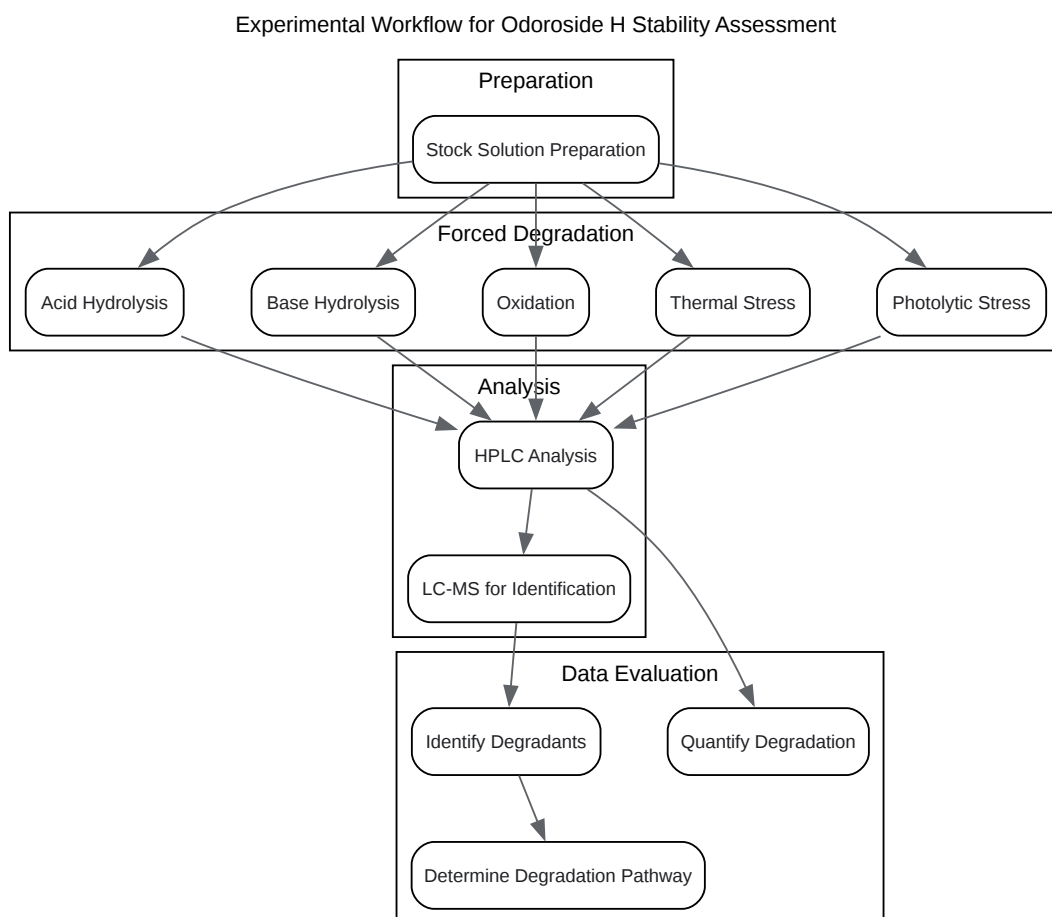 Experimental Workflow for Odoroside H Stability Assessment
Preparation
Stock Solution Preparation
Forced Degradation
Acid Hydrolysis
Base Hydrolysis
Oxidation
Thermal Stress
Photolytic Stress
Analysis
HPLC Analysis
LC-MS for Identification
Data Evaluation
Identify Degradants
Quantify Degradation
Determine Degradation Pathway